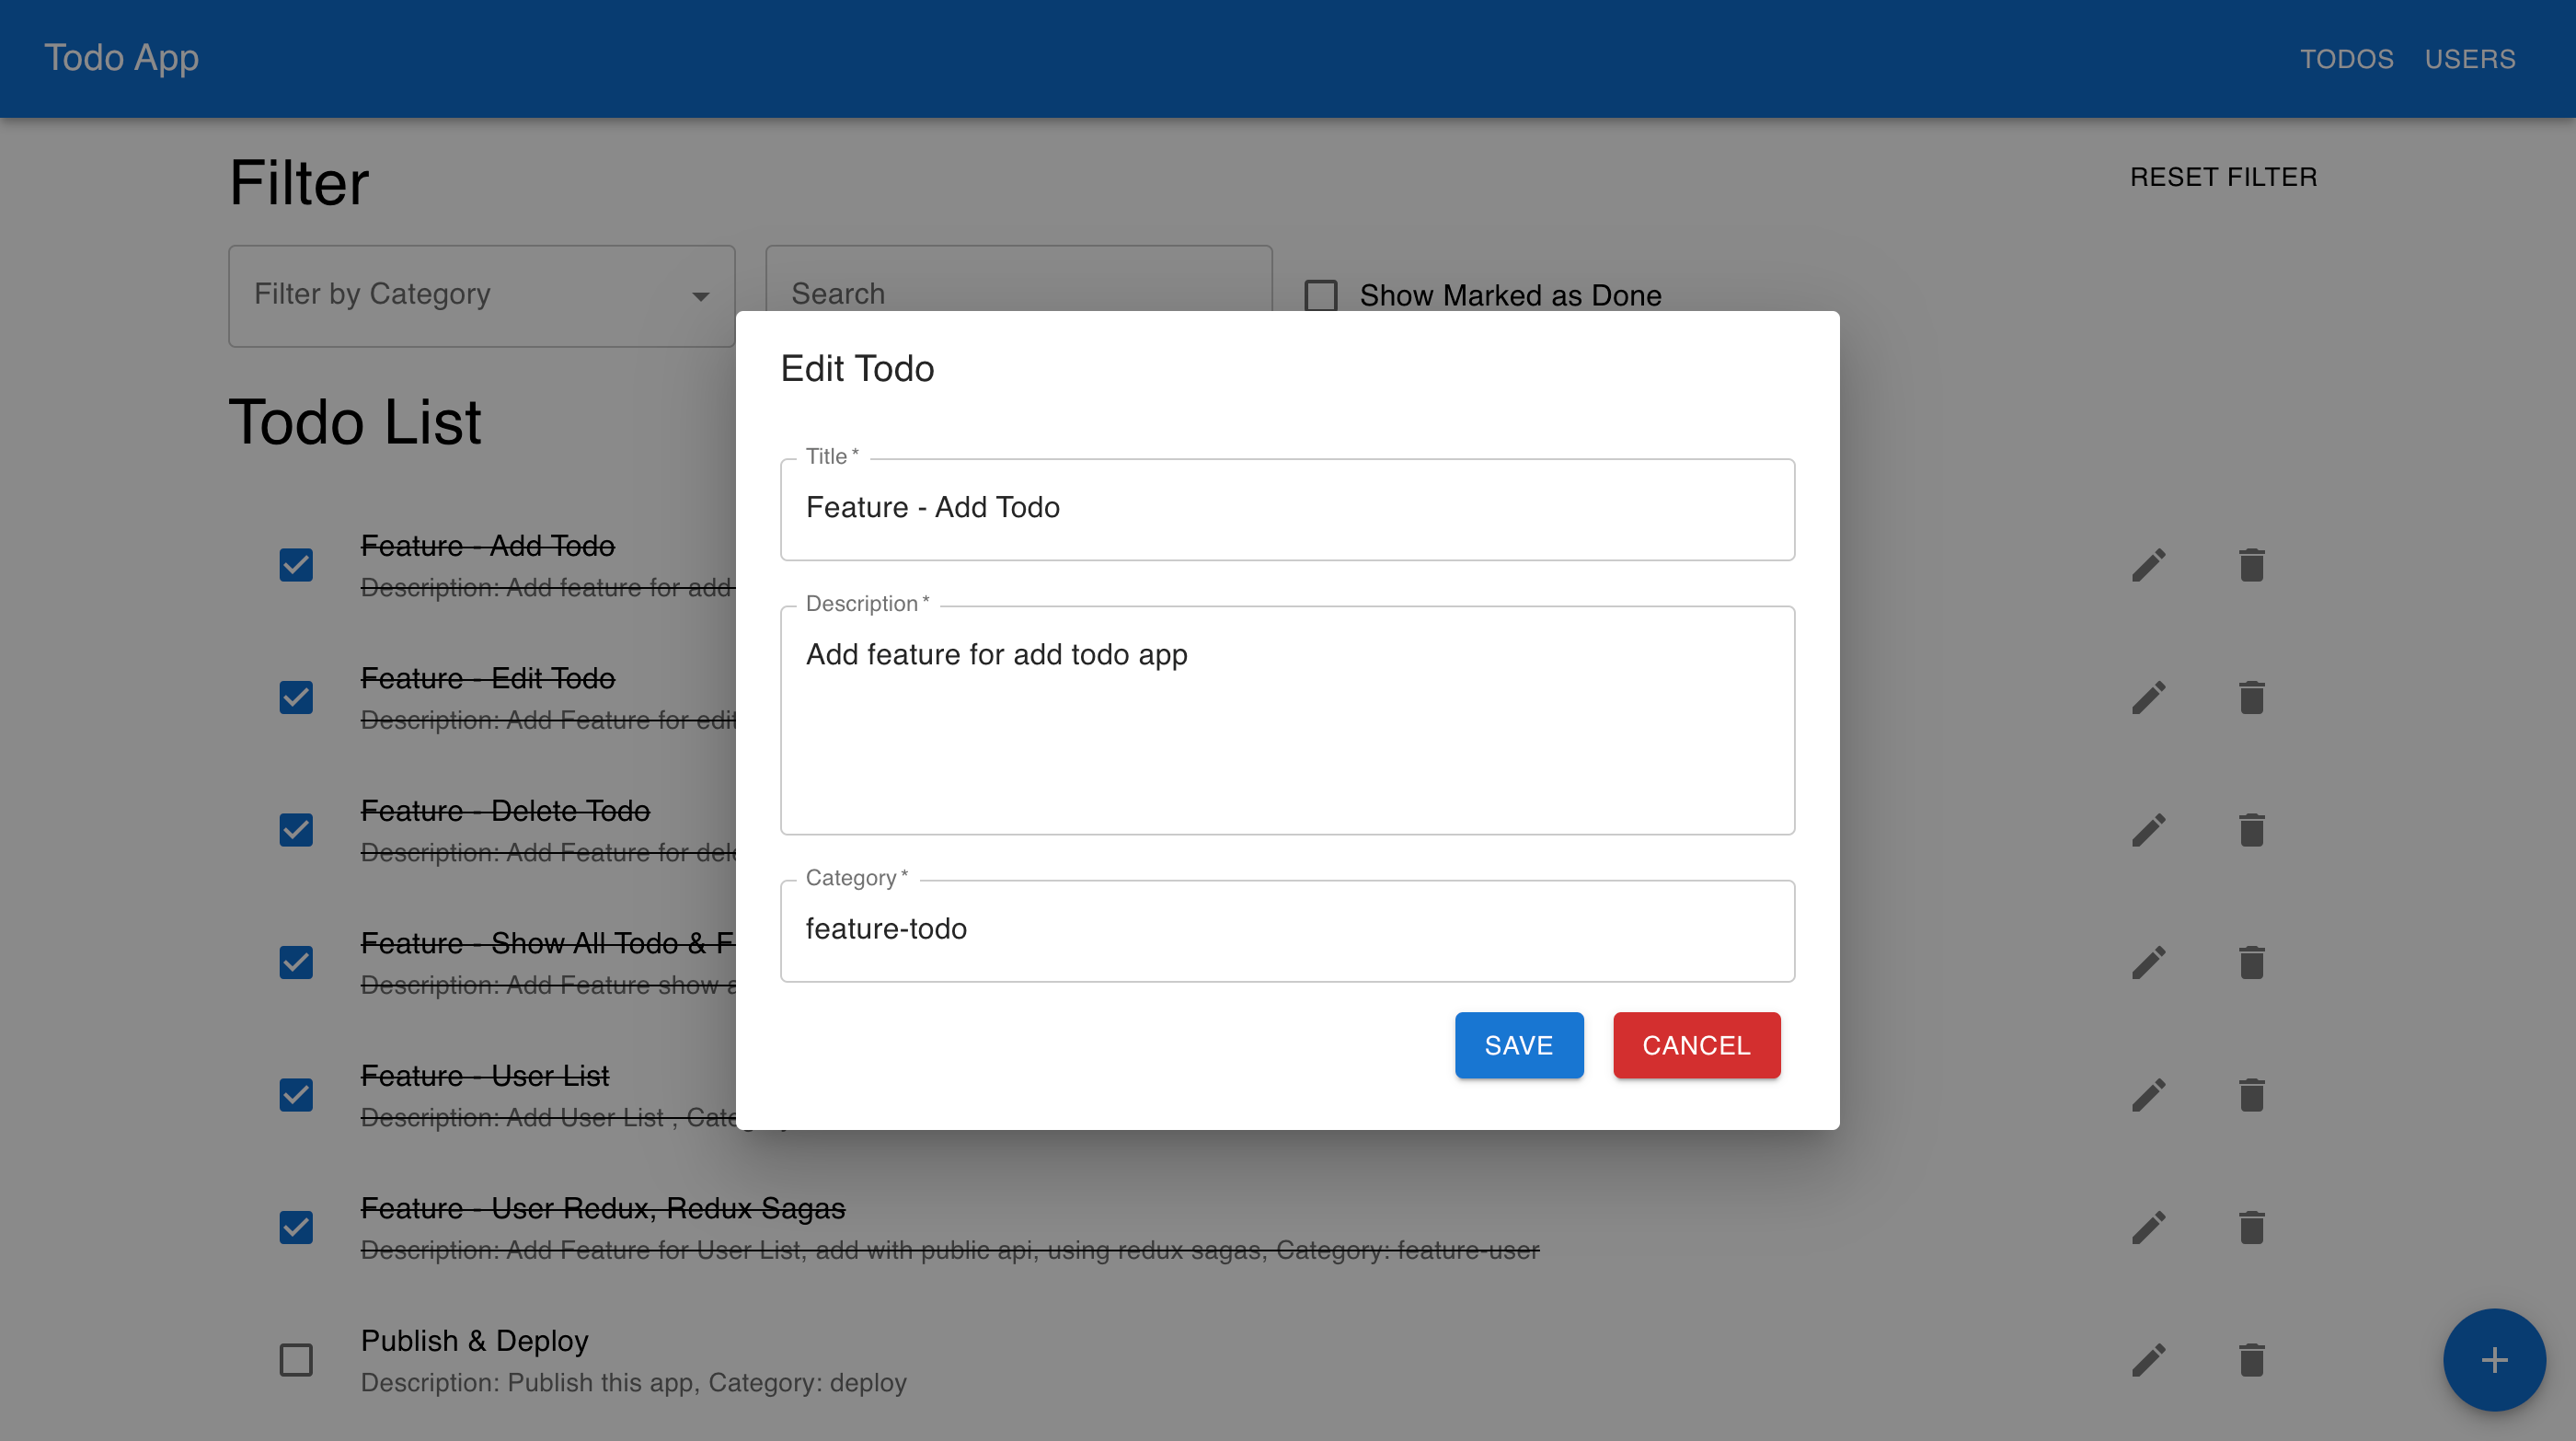 Todo App
TODOS USERS
Filter
RESET FILTER
Filter by Category
Search
Show Marked as Done
Todo List
Edit Todo
Title *
Feature - Add Todo
Description *
Add feature for add todo app
Category *
feature-todo
SAVE CANCEL
Feature - Add Todo
Description: Add feature for add
Feature - Edit Todo
Description: Add Feature for edit
Feature - Delete Todo
Description: Add Feature for
Feature - Show All Todo &
Description: Add Feature show
Feature - User List
Description: Add User List ,
Feature - User Redux, Redux Sagas
Description: Add Feature for User List, add with public api, using redux sagas, Category: feature-user
Publish & Deploy
Description: Publish this app, Category: deploy